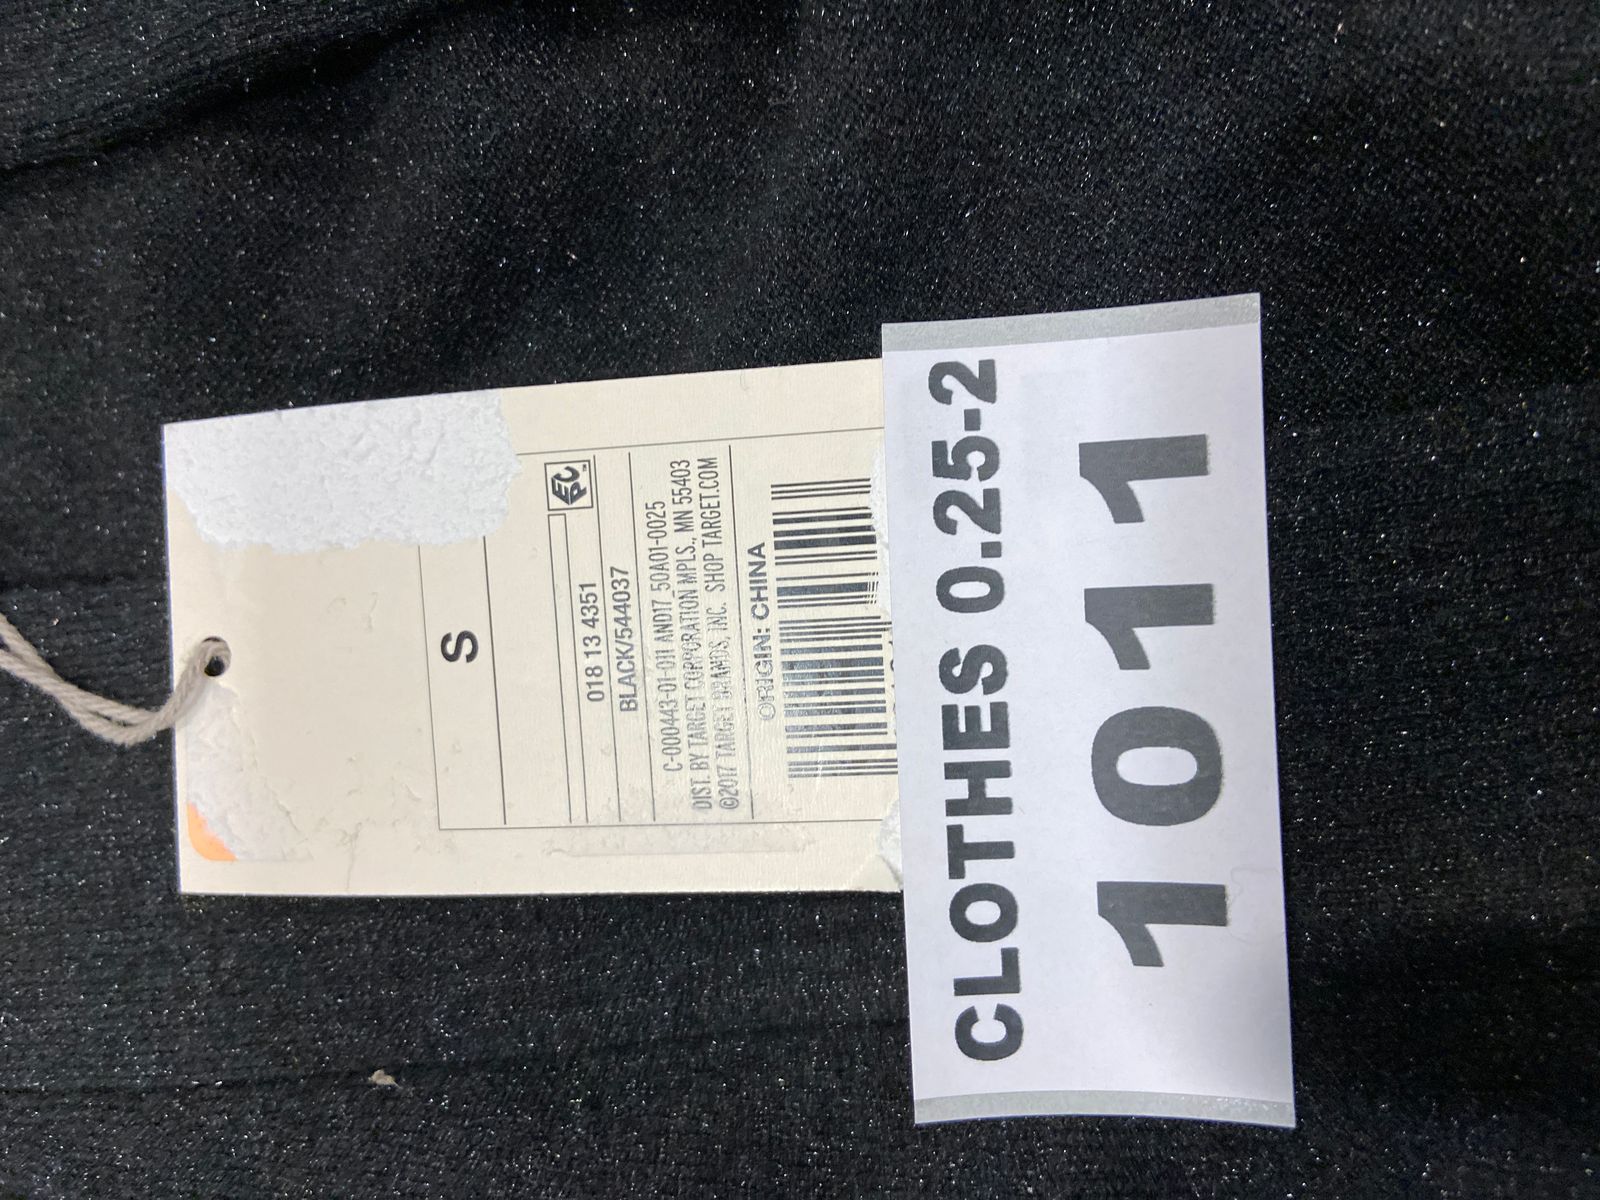 S
EPC
018 13 4351
BLACK/544037
C-000443-01-011 AND17 50A01-0025
DIST. BY TARGET CORPORATION MPLS., MN 55403
©2017 TARGET BRANDS, INC. SHOP TARGET.COM
ORIGIN: CHINA
CLOTHES 0.25-2
1011